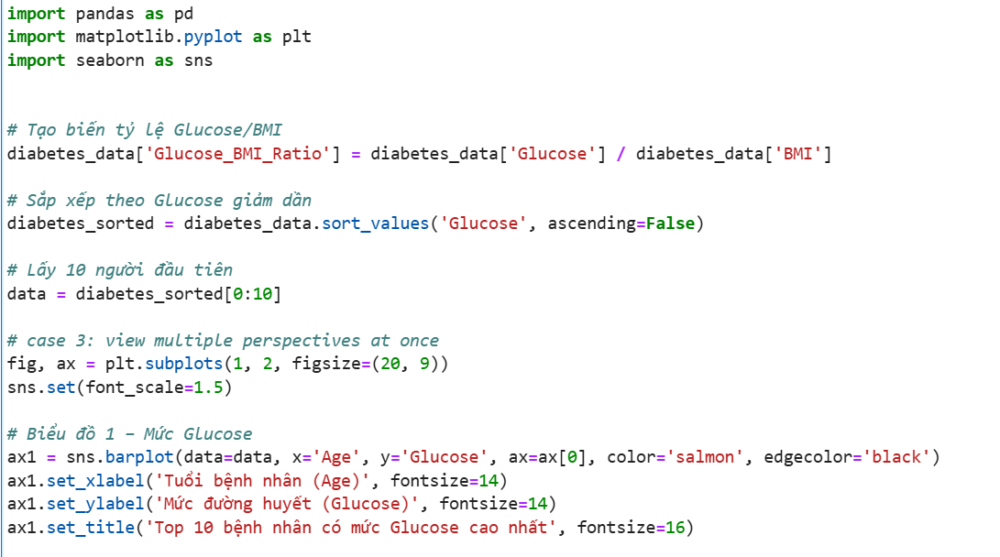 import pandas as pd
import matplotlib.pyplot as plt
import seaborn as sns
# Tạo biến tỷ lệ Glucose/BMI
diabetes_data['Glucose_BMI_Ratio'] = diabetes_data['Glucose'] / diabetes_data['BMI']
# Sắp xếp theo Glucose giảm dần
diabetes_sorted = diabetes_data.sort_values('Glucose', ascending=False)
# Lấy 10 người đầu tiên
data = diabetes_sorted[0:10]
# case 3: view multiple perspectives at once
fig, ax = plt.subplots(1, 2, figsize=(20, 9))
sns.set(font_scale=1.5)
# Biểu đồ 1 – Mức Glucose
ax1 = sns.barplot(data=data, x='Age', y='Glucose', ax=ax[0], color='salmon', edgecolor='black')
ax1.set_xlabel('Tuổi bệnh nhân (Age)', fontsize=14)
ax1.set_ylabel('Mức đường huyết (Glucose)', fontsize=14)
ax1.set_title('Top 10 bệnh nhân có mức Glucose cao nhất', fontsize=16)